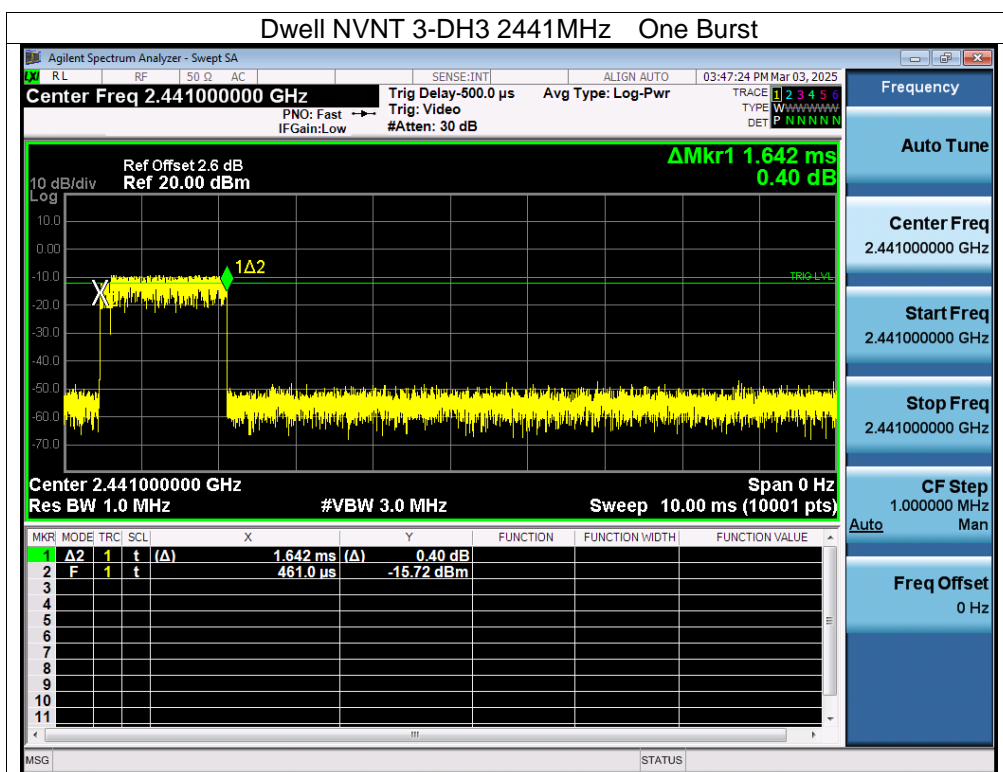 Dwell NVNT 3-DH3 2441MHz One Burst
Agilent Spectrum Analyzer - Swept SA
LXI RL RF 50 Ω AC SENSE:INT ALIGN AUTO 03:47:24 PM Mar 03, 2025
Center Freq 2.441000000 GHz Trig Delay-500.0 µs Avg Type: Log-Pwr TRACE 1 2 3 4 5 6
PNO: Fast Trig: Video TYPE WWWWWWW
IFGain:Low #Atten: 30 dB DET P N N N N N
ΔMkr1 1.642 ms
0.40 dB
Ref Offset 2.6 dB
10 dB/div Ref 20.00 dBm
Log
10.0
0.00
1Δ2
-10.0
TRIG LVL
-20.0
-30.0
-40.0
-50.0
-60.0
-70.0
Center 2.441000000 GHz Span 0 Hz
Res BW 1.0 MHz #VBW 3.0 MHz Sweep 10.00 ms (10001 pts)
MKR MODE TRC SCL X Y FUNCTION FUNCTION WIDTH FUNCTION VALUE
1 Δ2 1 t (Δ) 1.642 ms (Δ) 0.40 dB
2 F 1 t 461.0 µs -15.72 dBm
3
4
5
6
7
8
9
10
11
MSG STATUS
Frequency
Auto Tune
Center Freq
2.441000000 GHz
Start Freq
2.441000000 GHz
Stop Freq
2.441000000 GHz
CF Step
1.000000 MHz
Auto Man
Freq Offset
0 Hz